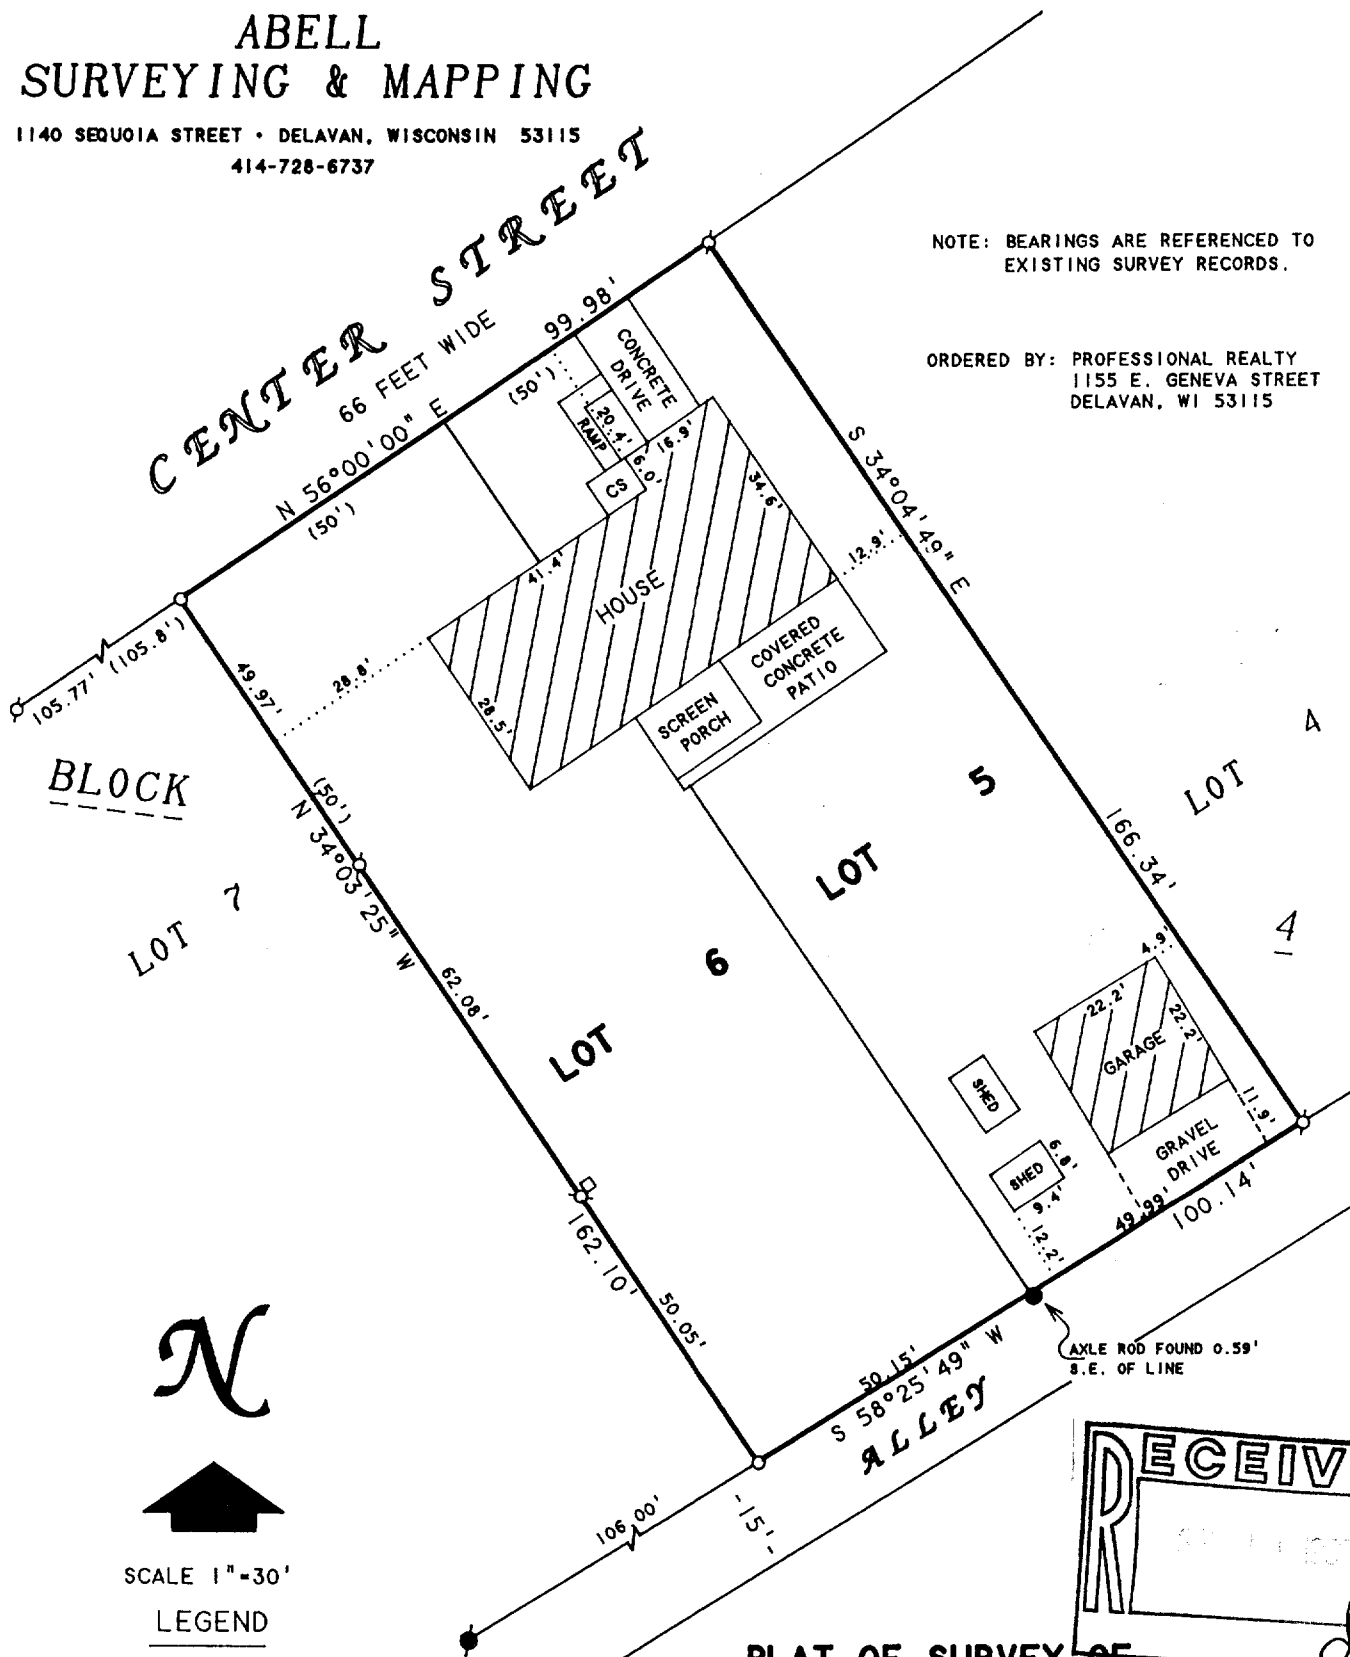 ABELL
SURVEYING & MAPPING
1140 SEQUOIA STREET • DELAVAN, WISCONSIN 53115
414-728-6737
CENTER STREET
66 FEET WIDE
NOTE: BEARINGS ARE REFERENCED TO
EXISTING SURVEY RECORDS.
ORDERED BY: PROFESSIONAL REALTY
1155 E. GENEVA STREET
DELAVAN, WI 53115
N 56°00'00" E
99.98'
(50')
(50')
CONCRETE
DRIVE
RAMP
20.4'
6.0'
16.9'
CS
34.6'
41.4'
HOUSE
28.5'
12.9'
28.8'
S 34°04'49" E
166.34'
COVERED
CONCRETE
PATIO
SCREEN
PORCH
105.77' (105.8')
49.97'
(50')
N 34°03'25" W
62.08'
162.10'
50.05'
BLOCK
4
LOT 7
LOT 6
LOT 5
LOT 4
4.9'
22.2'
22.2'
GARAGE
11.9'
GRAVEL
DRIVE
SHED
SHED
6.8'
9.4'
12.2'
49.99'
100.14'
50.15'
S 58°25'49" W
ALLEY
AXLE ROD FOUND 0.59'
S.E. OF LINE
106.00'
-15'-
N
SCALE 1"=30'
LEGEND
RECEIV
PLAT OF SURVEY OF